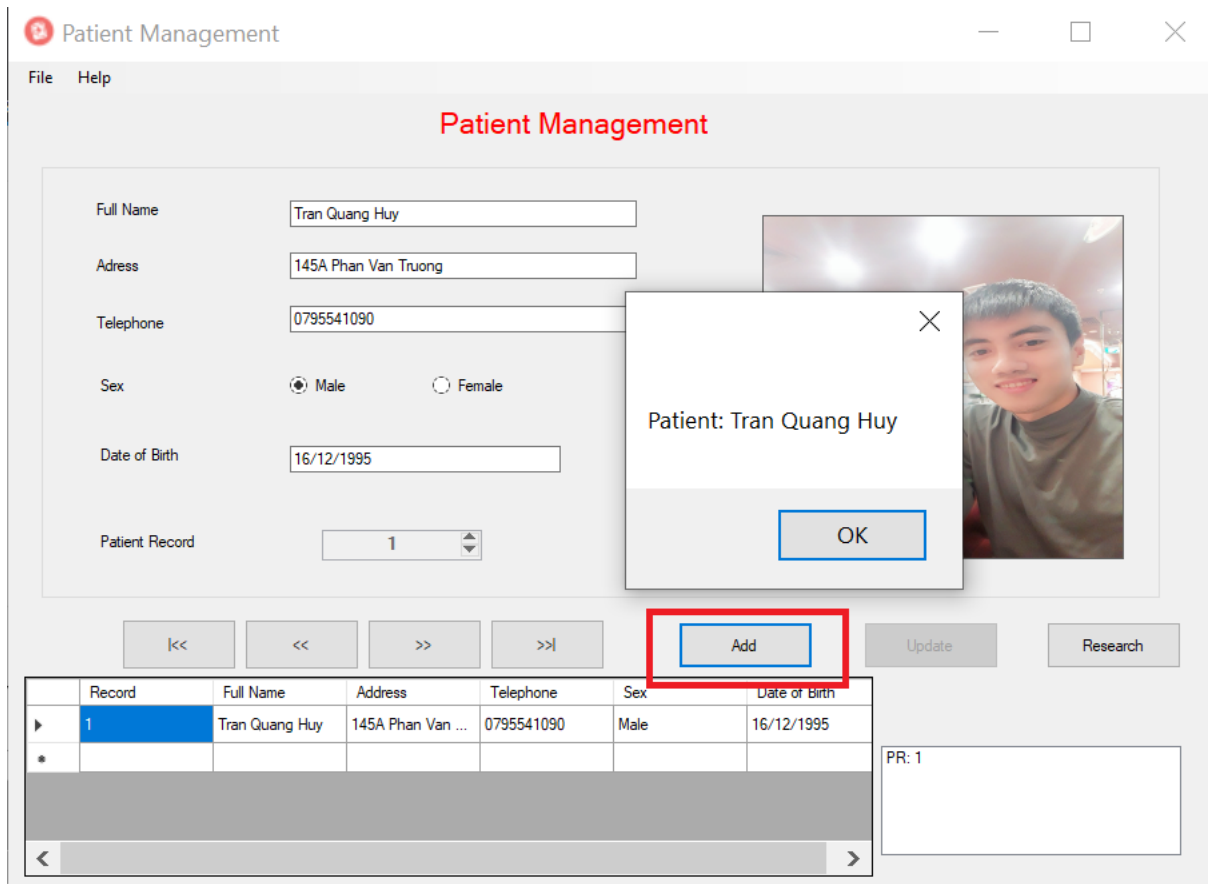 Patient Management
File Help
Patient Management
Full Name Tran Quang Huy
Adress 145A Phan Van Truong
Telephone 0795541090
Sex Male Female
Date of Birth 16/12/1995
Patient Record 1
Patient: Tran Quang Huy
OK
|<< << >> >>| Add Update Research
Record Full Name Address Telephone Sex Date of Birth
1 Tran Quang Huy 145A Phan Van ... 0795541090 Male 16/12/1995
PR: 1